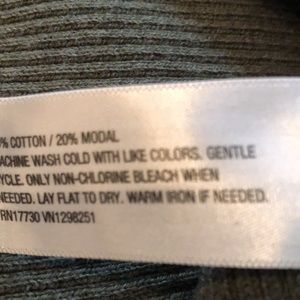 % COTTON / 20% MODAL
ACHINE WASH COLD WITH LIKE COLORS. GENTLE
YCLE. ONLY NON-CHLORINE BLEACH WHEN
NEEDED. LAY FLAT TO DRY. WARM IRON IF NEEDED.
RN17730 VN1298251